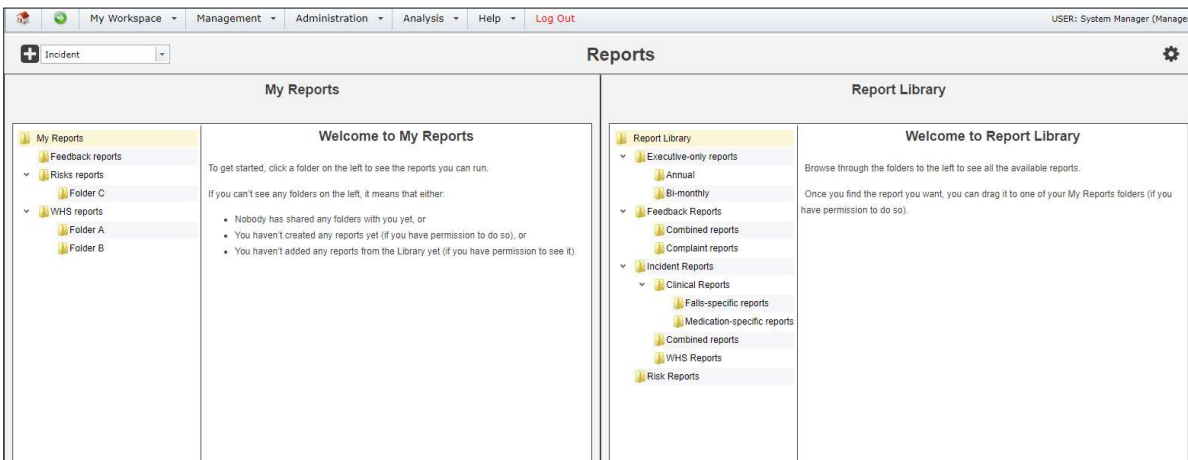 My Workspace Management Administration Analysis Help Log Out USER: System Manager (Manage
Incident
Reports
My Reports
My Reports
Feedback reports
Risks reports
Folder C
WHS reports
Folder A
Folder B
Welcome to My Reports
To get started, click a folder on the left to see the reports you can run.
If you can't see any folders on the left, it means that either:
• Nobody has shared any folders with you yet, or
• You haven't created any reports yet (if you have permission to do so), or
• You haven't added any reports from the Library yet (if you have permission to see it).
Report Library
Report Library
Executive-only reports
Annual
Bi-monthly
Feedback Reports
Combined reports
Complaint reports
Incident Reports
Clinical Reports
Falls-specific reports
Medication-specific reports
Combined reports
WHS Reports
Risk Reports
Welcome to Report Library
Browse through the folders to the left to see all the available reports.
Once you find the report you want, you can drag it to one of your My Reports folders (if you
have permission to do so).